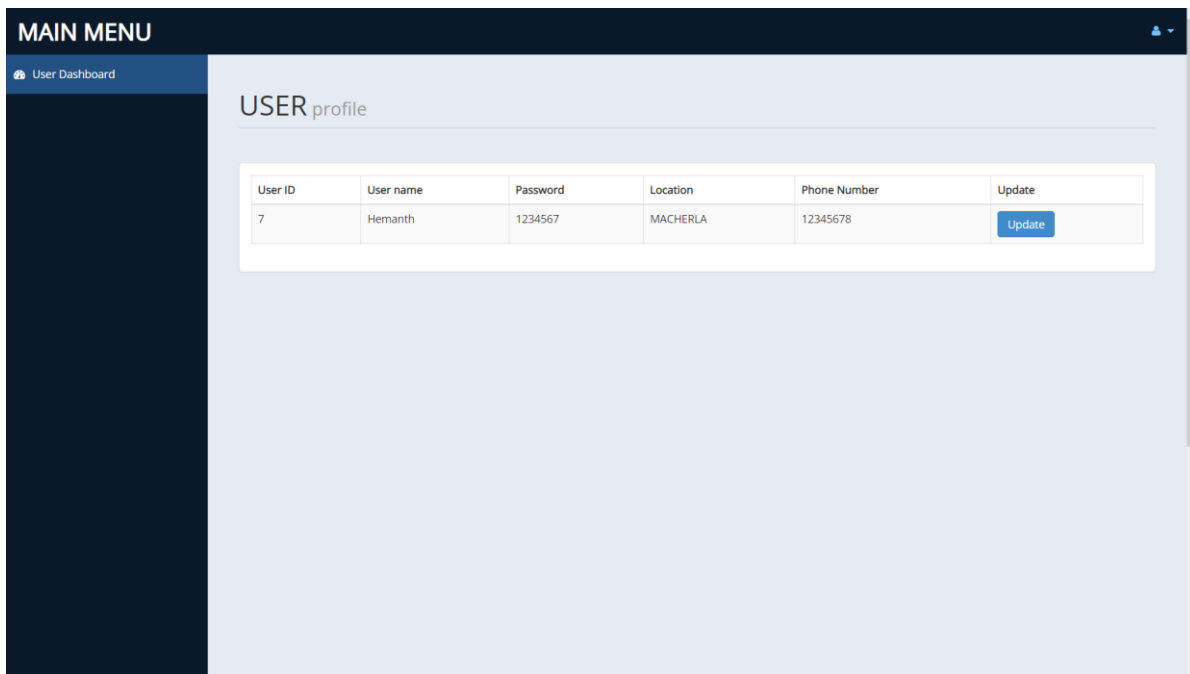 MAIN MENU
User Dashboard
USER profile
User ID User name Password Location Phone Number Update
7 Hemanth 1234567 MACHERLA 12345678 Update